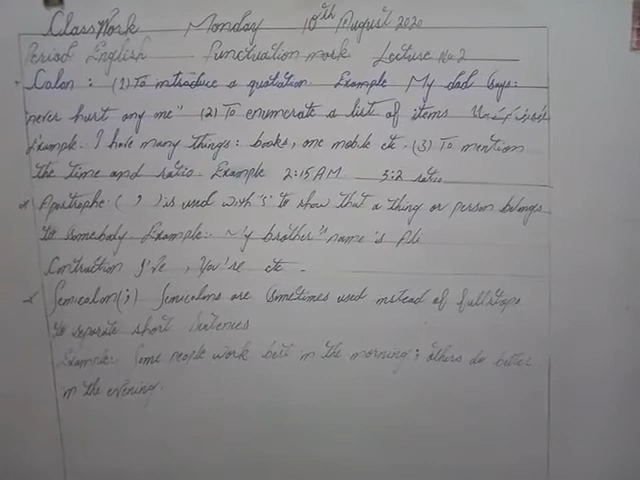 Class Work Monday 10th August 2020
Period English Punctuation mark Lecture No 2
Colon : (1) To introduce a quotation Example My dad says:
never hurt any one" (2) To enumerate a list of items
Example. I have many things: books, one mobile etc. (3) To mention
the time and ratio. Example 2:15 AM 3:2 ratio
Apostrophe ( , ) is used with 's' to show that a thing or person belongs
to somebody Example:- My brother's name is
Contraction I've, You're etc.
Semicolon(;) Semicolons are sometimes used instead of full stops
to separate short sentences
Example: Some people work best in the morning; others do better
in the evening.